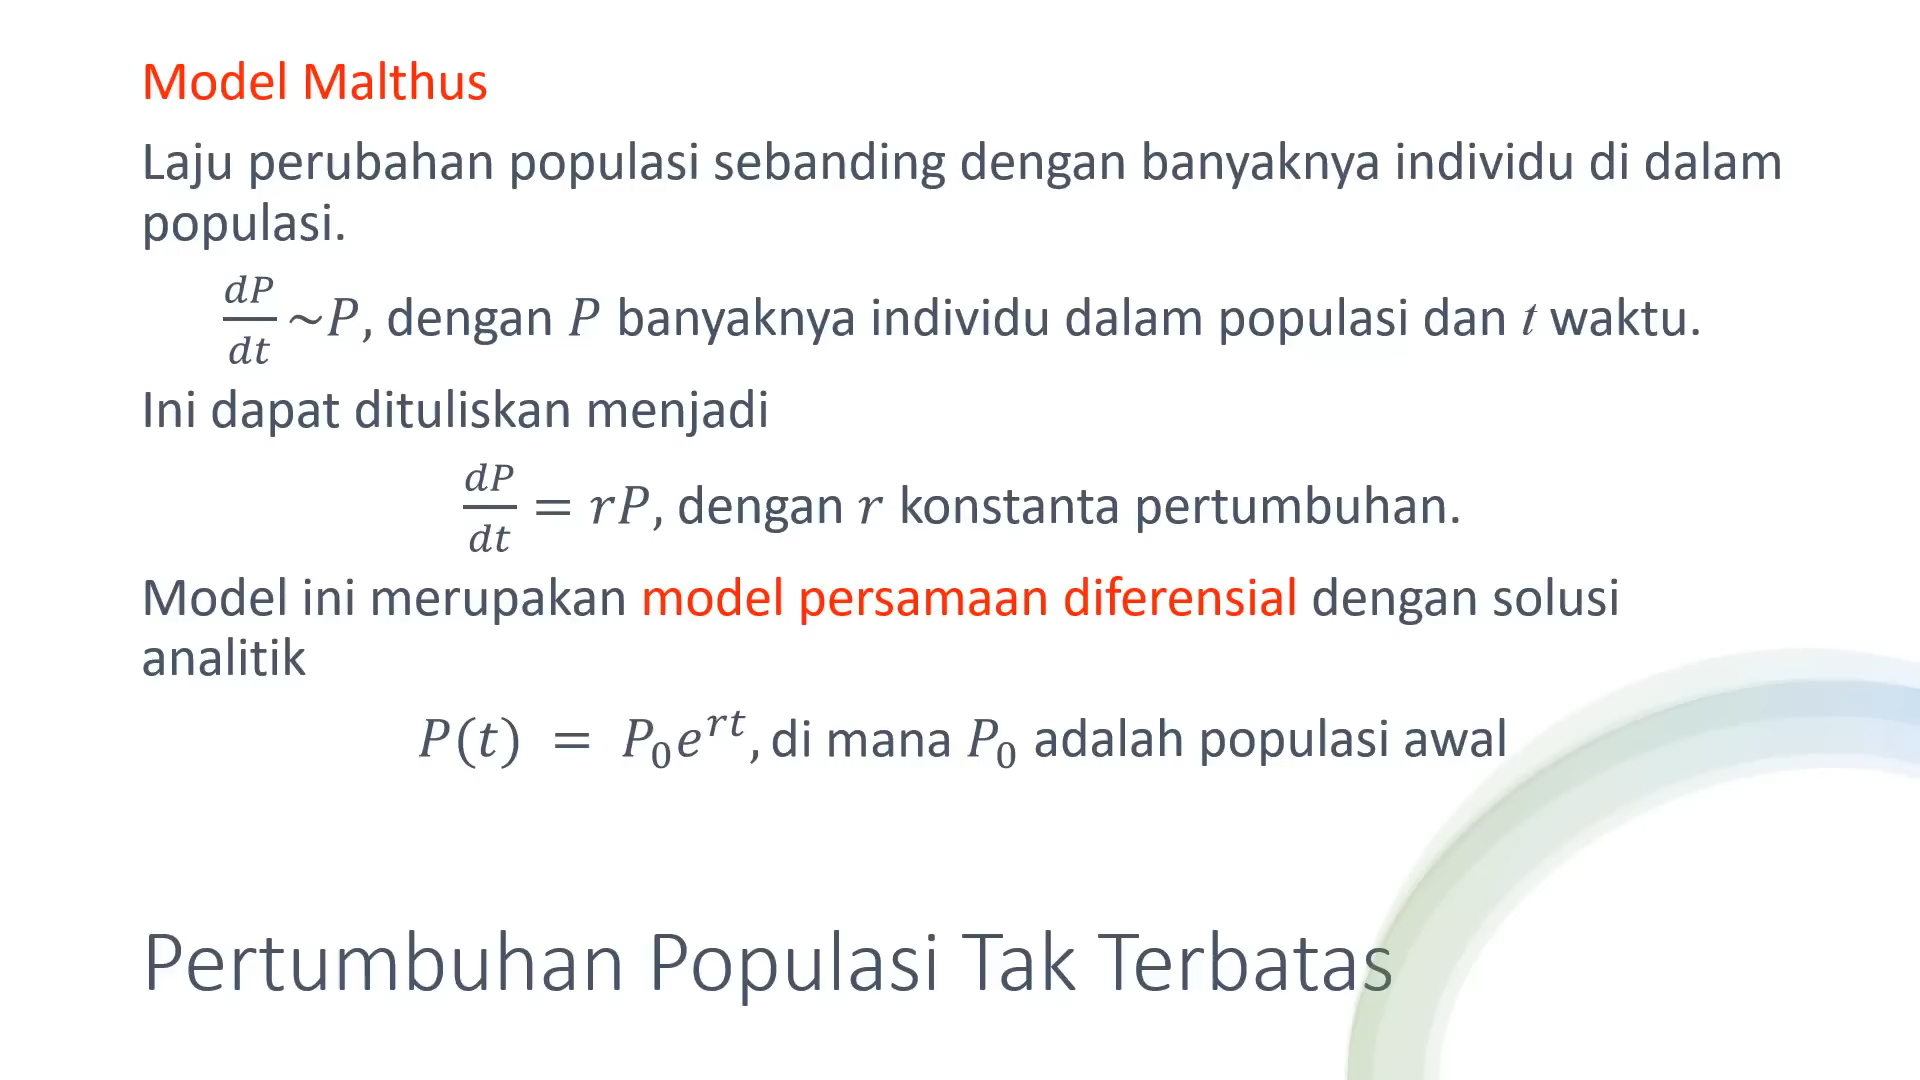 Model Malthus
Laju perubahan populasi sebanding dengan banyaknya individu di dalam
populasi.
dP/dt ~P, dengan P banyaknya individu dalam populasi dan t waktu.
Ini dapat dituliskan menjadi
dP/dt = rP, dengan r konstanta pertumbuhan.
Model ini merupakan model persamaan diferensial dengan solusi
analitik
P(t) = P₀eʳᵗ, di mana P₀ adalah populasi awal
Pertumbuhan Populasi Tak Terbatas